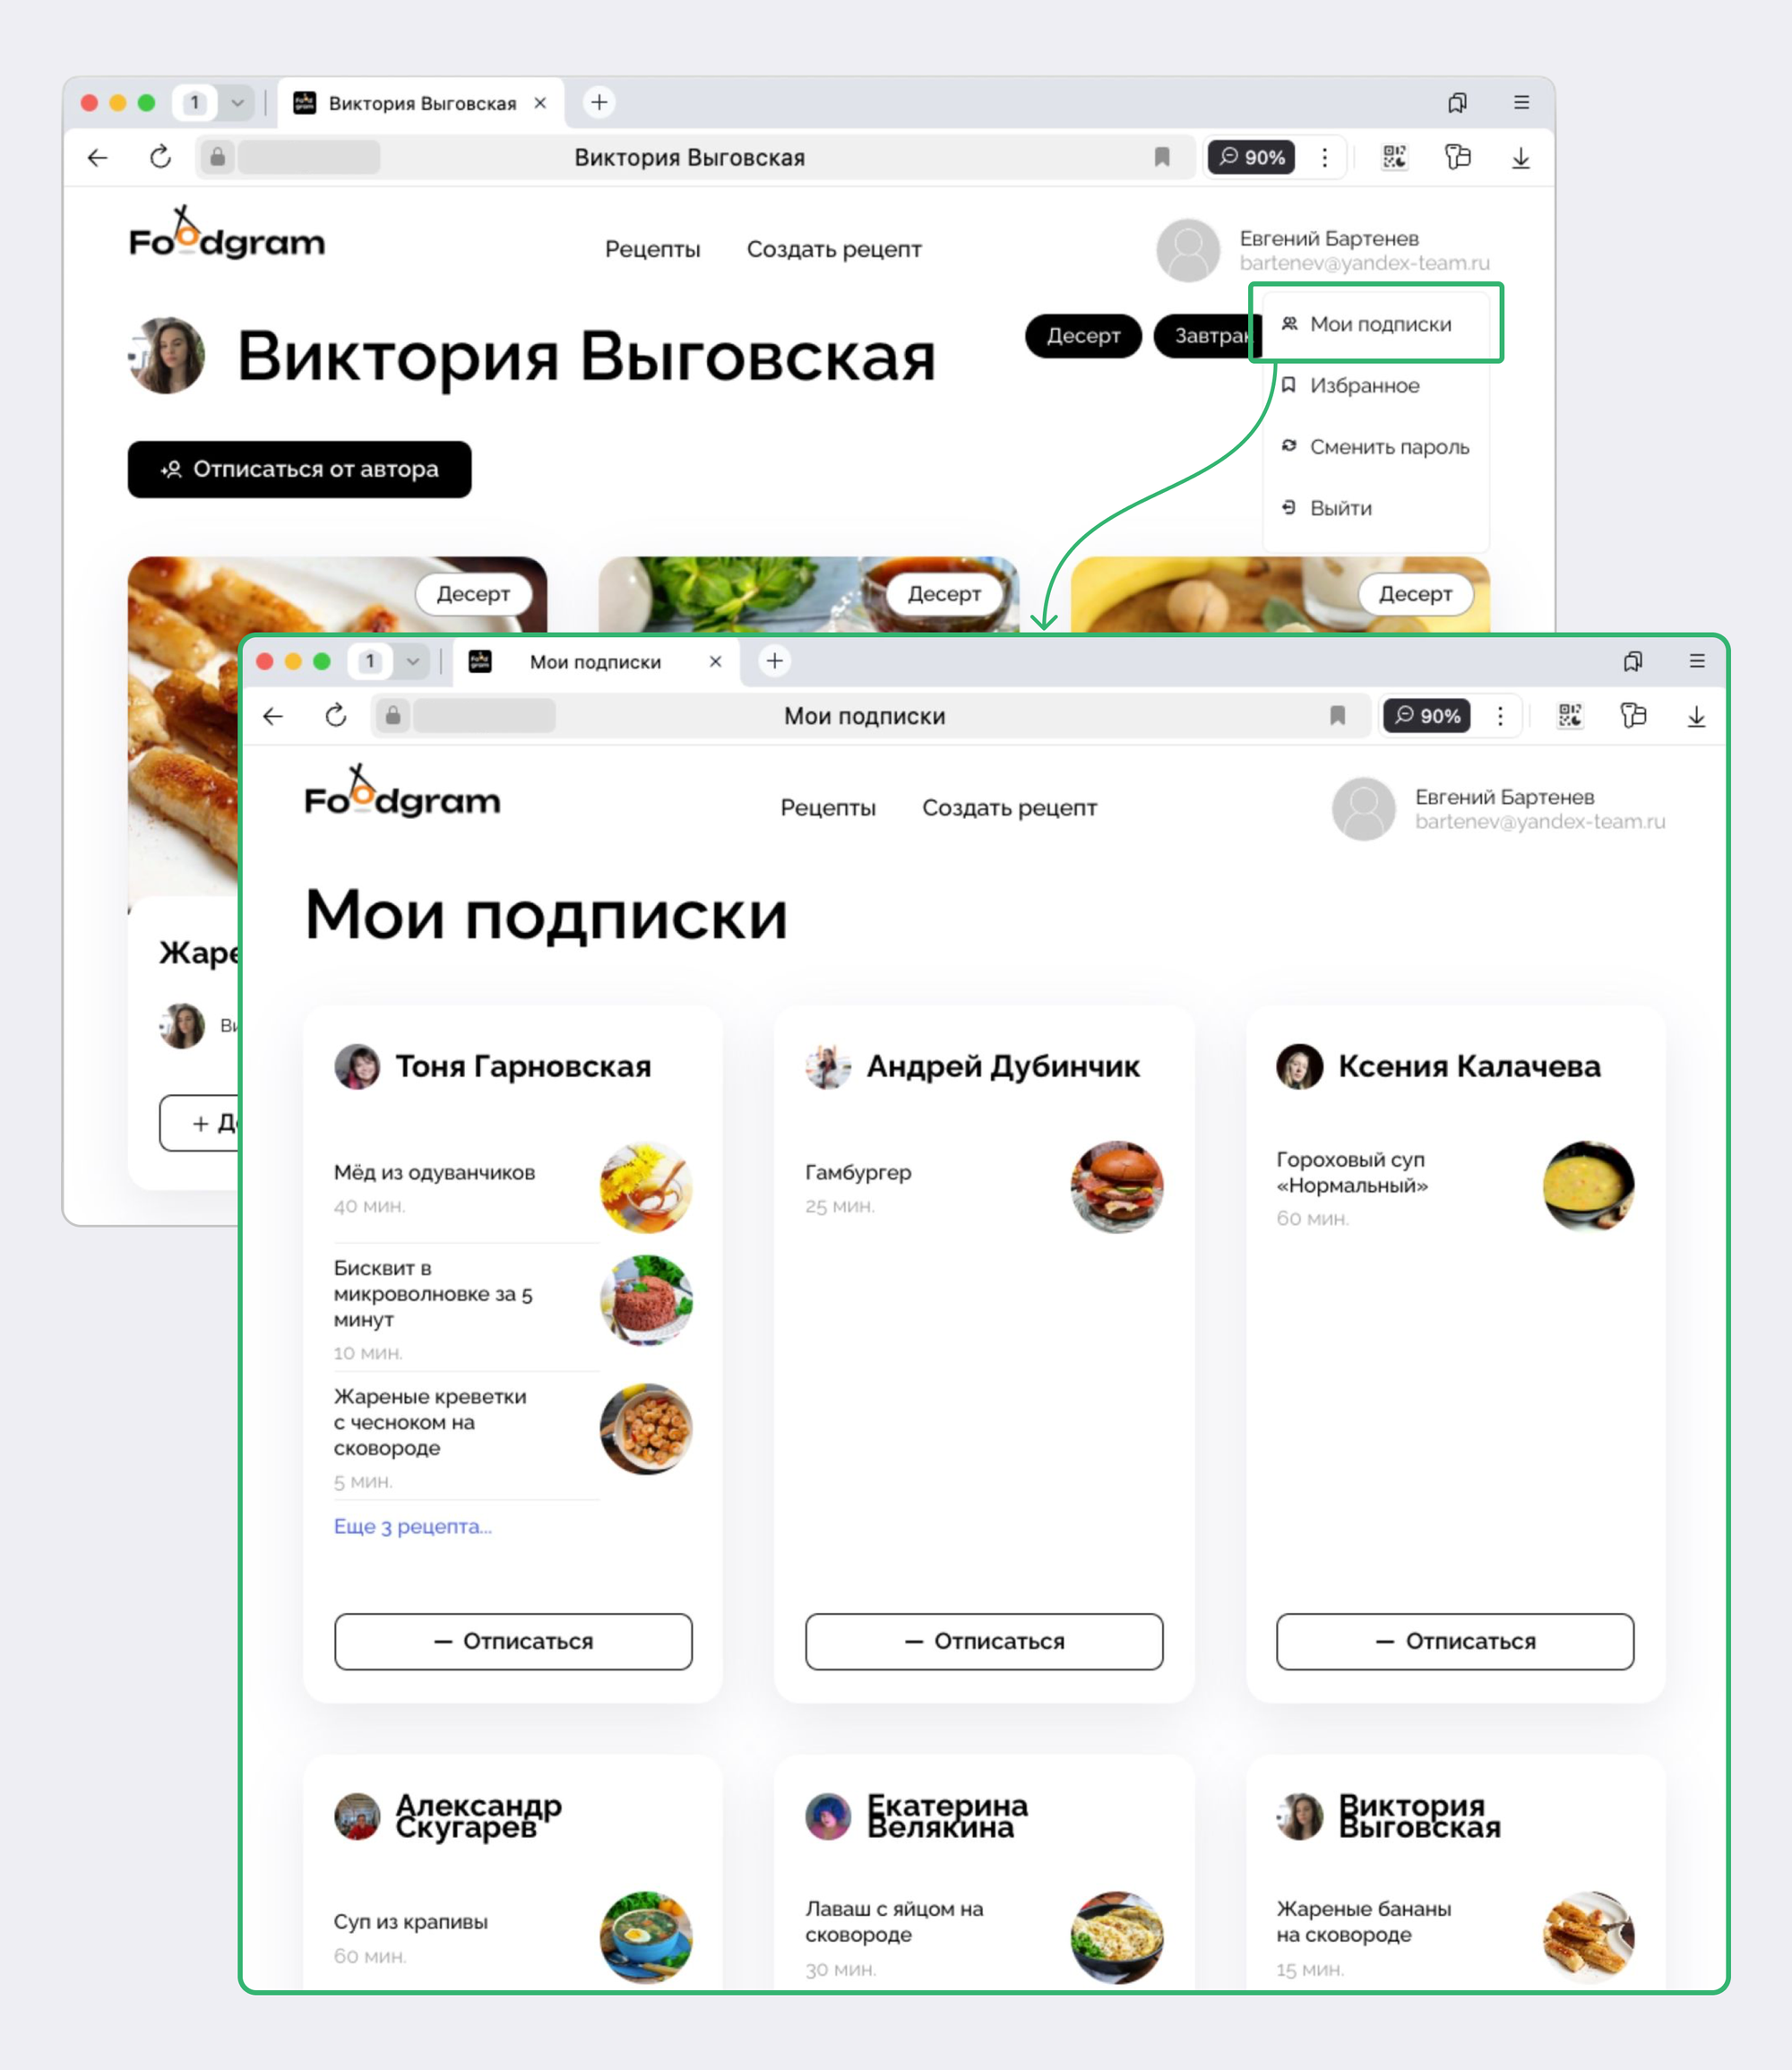 1
Виктория Выговская
Виктория Выговская
90%
Foodgram
Рецепты
Создать рецепт
Евгений Бартенев
bartenev@yandex-team.ru
Виктория Выговская
Десерт
Завтрак
Мои подписки
Избранное
Сменить пароль
Выйти
Отписаться от автора
Десерт
Десерт
Десерт
Жаре
Ви
+ Д
1
Мои подписки
Мои подписки
90%
Foodgram
Рецепты
Создать рецепт
Евгений Бартенев
bartenev@yandex-team.ru
Мои подписки
Тоня Гарновская
Мёд из одуванчиков
40 мин.
Бисквит в
микроволновке за 5
минут
10 мин.
Жареные креветки
с чесноком на
сковороде
5 мин.
Еще 3 рецепта...
— Отписаться
Андрей Дубинчик
Гамбургер
25 мин.
— Отписаться
Ксения Калачева
Гороховый суп
«Нормальный»
60 мин.
— Отписаться
Александр
Скугарев
Суп из крапивы
60 мин.
Екатерина
Велякина
Лаваш с яйцом на
сковороде
30 мин.
Виктория
Выговская
Жареные бананы
на сковороде
15 мин.